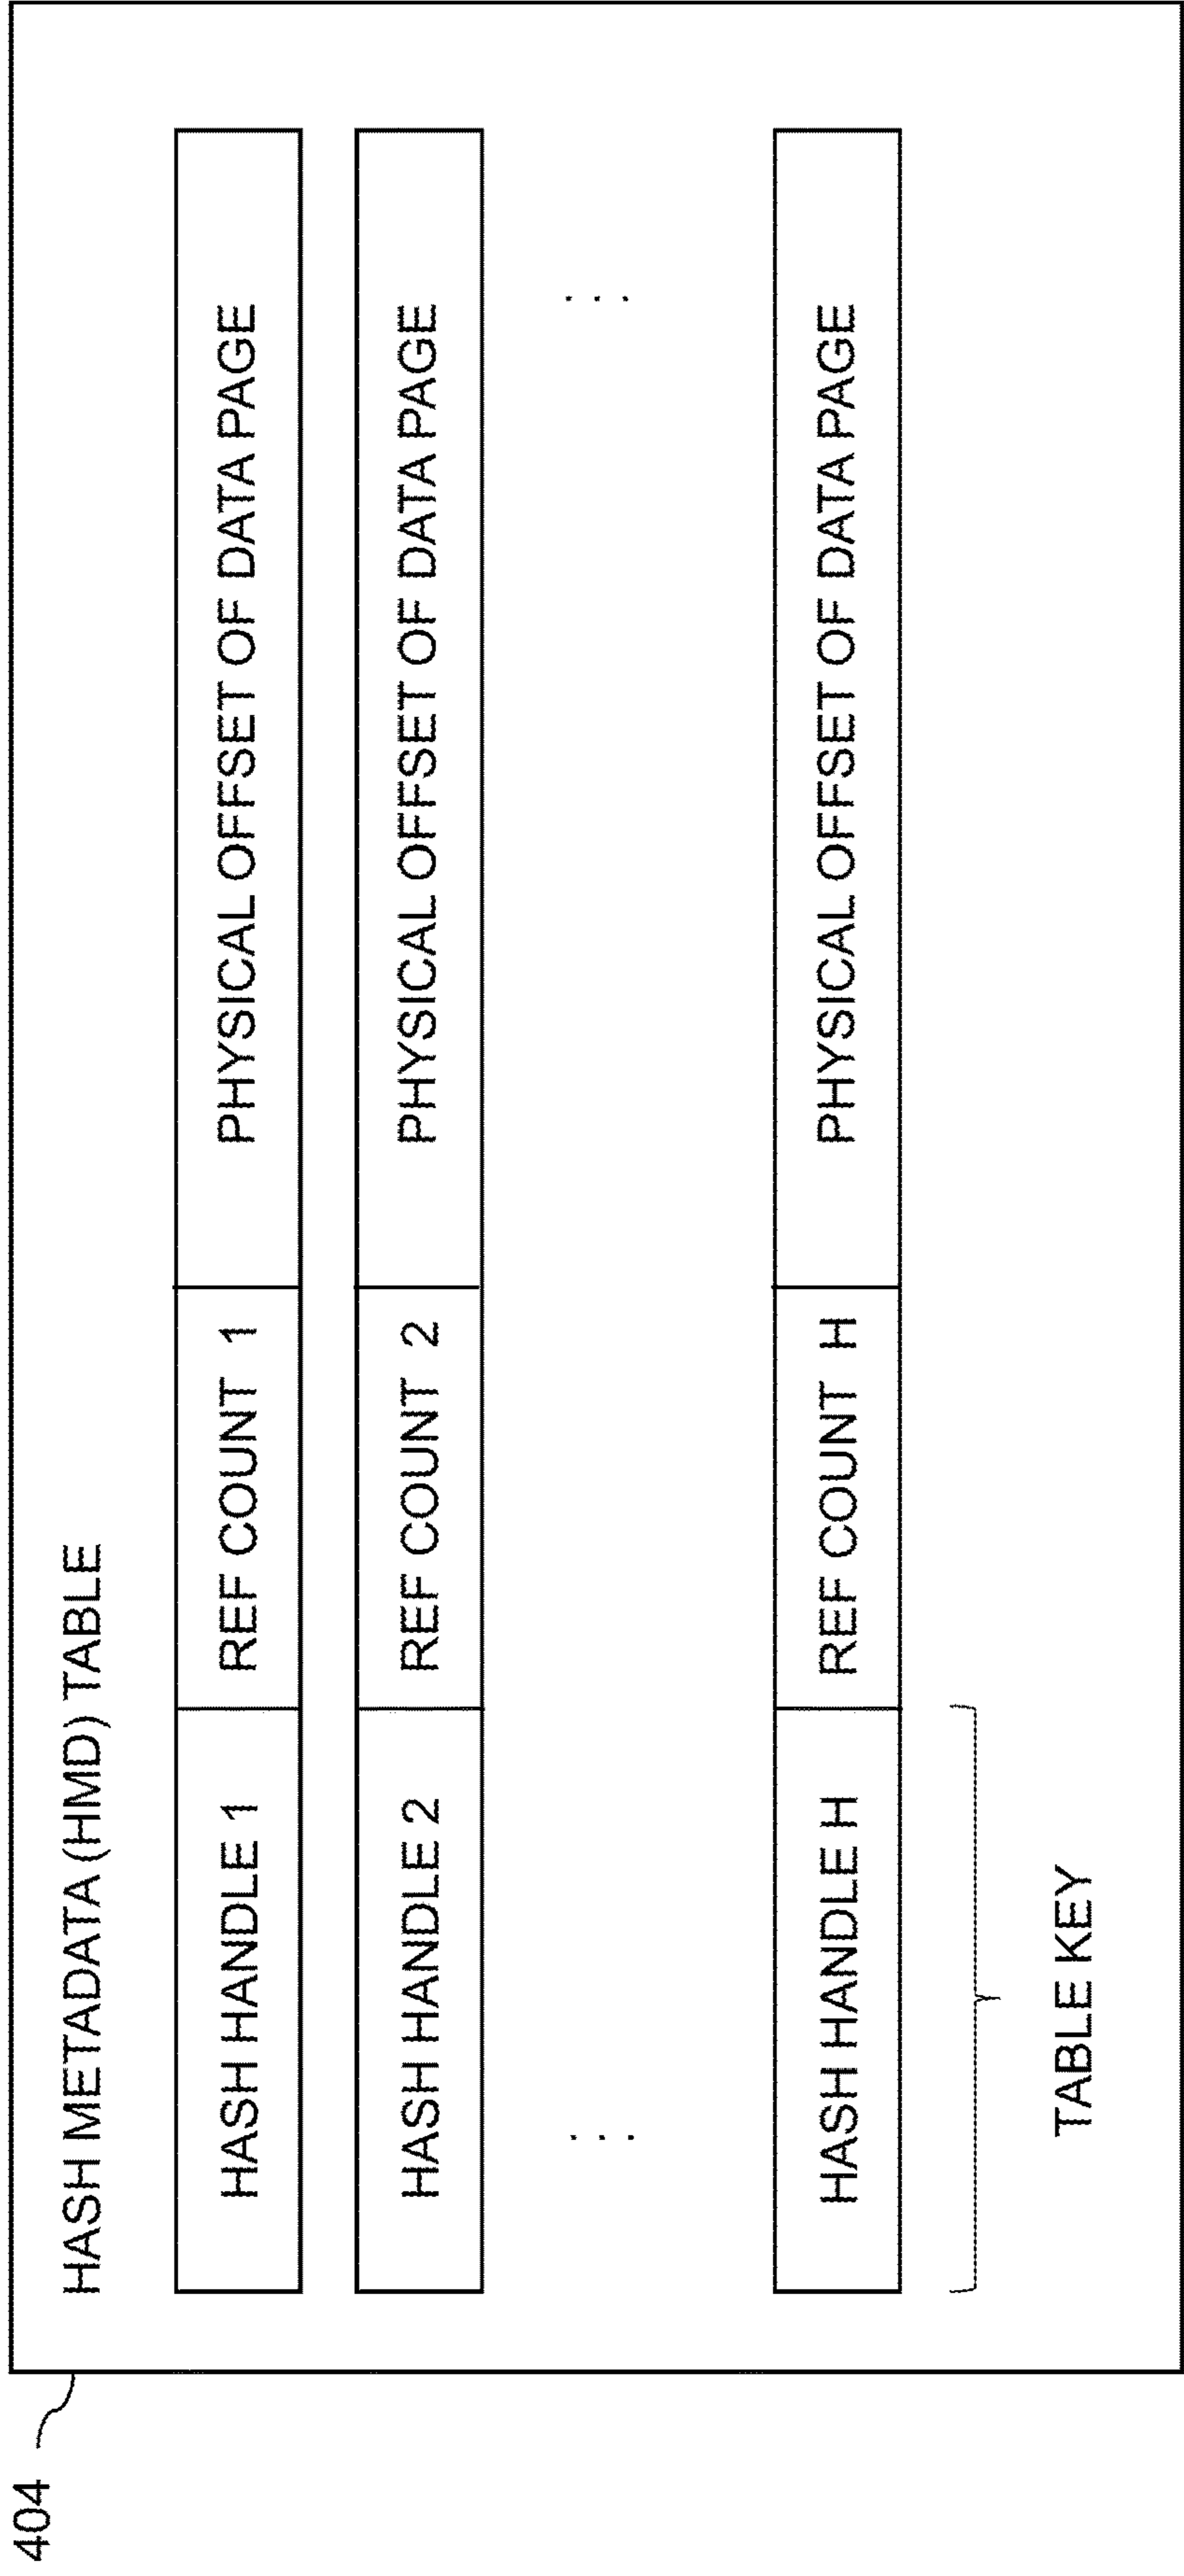 404
HASH METADATA (HMD) TABLE
HASH HANDLE 1 REF COUNT 1 PHYSICAL OFFSET OF DATA PAGE
HASH HANDLE 2 REF COUNT 2 PHYSICAL OFFSET OF DATA PAGE
. . . . . .
HASH HANDLE H REF COUNT H PHYSICAL OFFSET OF DATA PAGE
TABLE KEY